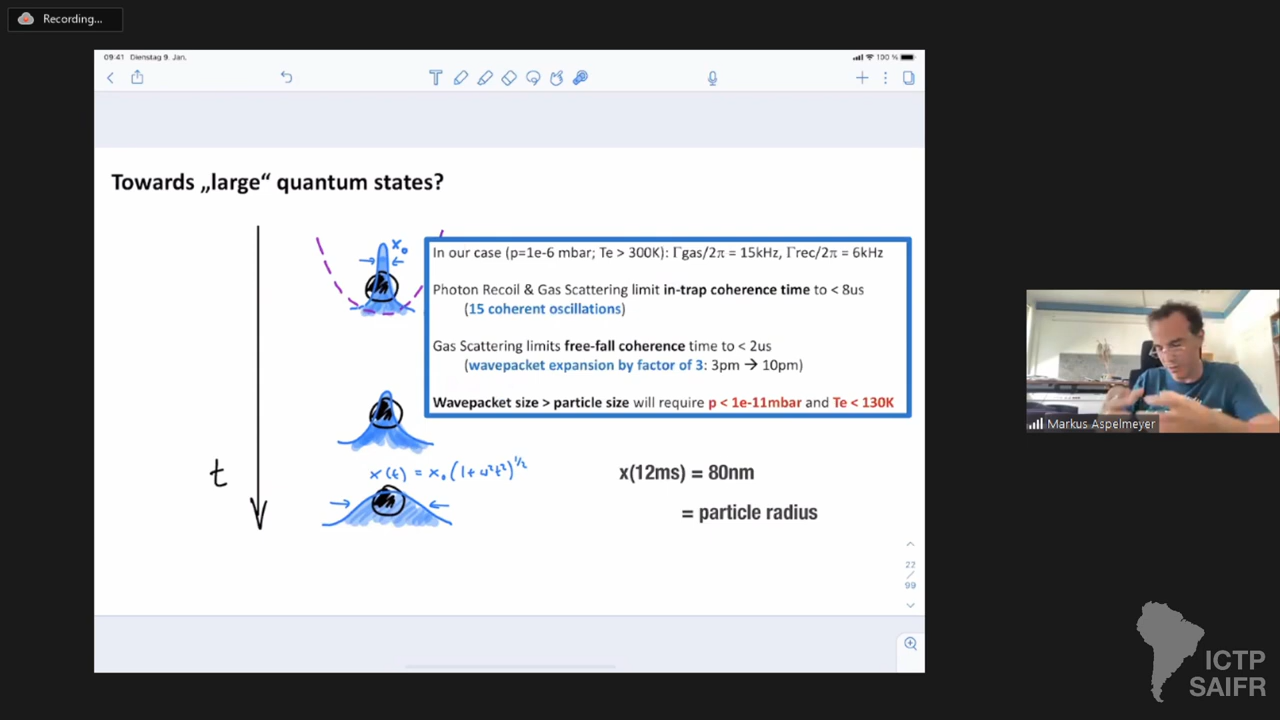 Recording...
09:41 Dienstag 9. Jan.
100 %
Towards „large“ quantum states?
x₀
In our case (p=1e-6 mbar; Te > 300K): Γgas/2π = 15kHz, Γrec/2π = 6kHz
Photon Recoil & Gas Scattering limit in-trap coherence time to < 8us
(15 coherent oscillations)
Gas Scattering limits free-fall coherence time to < 2us
(wavepacket expansion by factor of 3: 3pm → 10pm)
Wavepacket size > particle size will require p < 1e-11mbar and Te < 130K
t
x(t) = x₀(1+ω²t²)^1/2
x(12ms) = 80nm
= particle radius
22
/
99
Markus Aspelmeyer
ICTP
SAIFR